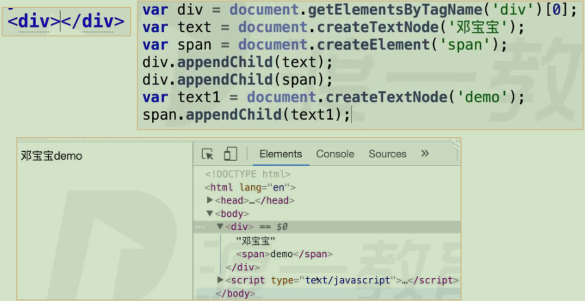 <div></div>
var div = document.getElementsByTagName('div')[0];
var text = document.createTextNode('邓宝宝');
var span = document.createElement('span');
div.appendChild(text);
div.appendChild(span);
var text1 = document.createTextNode('demo');
span.appendChild(text1);
邓宝宝demo
Elements Console Sources »
<!DOCTYPE html>
<html lang="en">
▶<head>…</head>
▼<body>
… ▼<div> == $0
"邓宝宝"
<span>demo</span>
</div>
▶<script type="text/javascript">…</script>
</body>